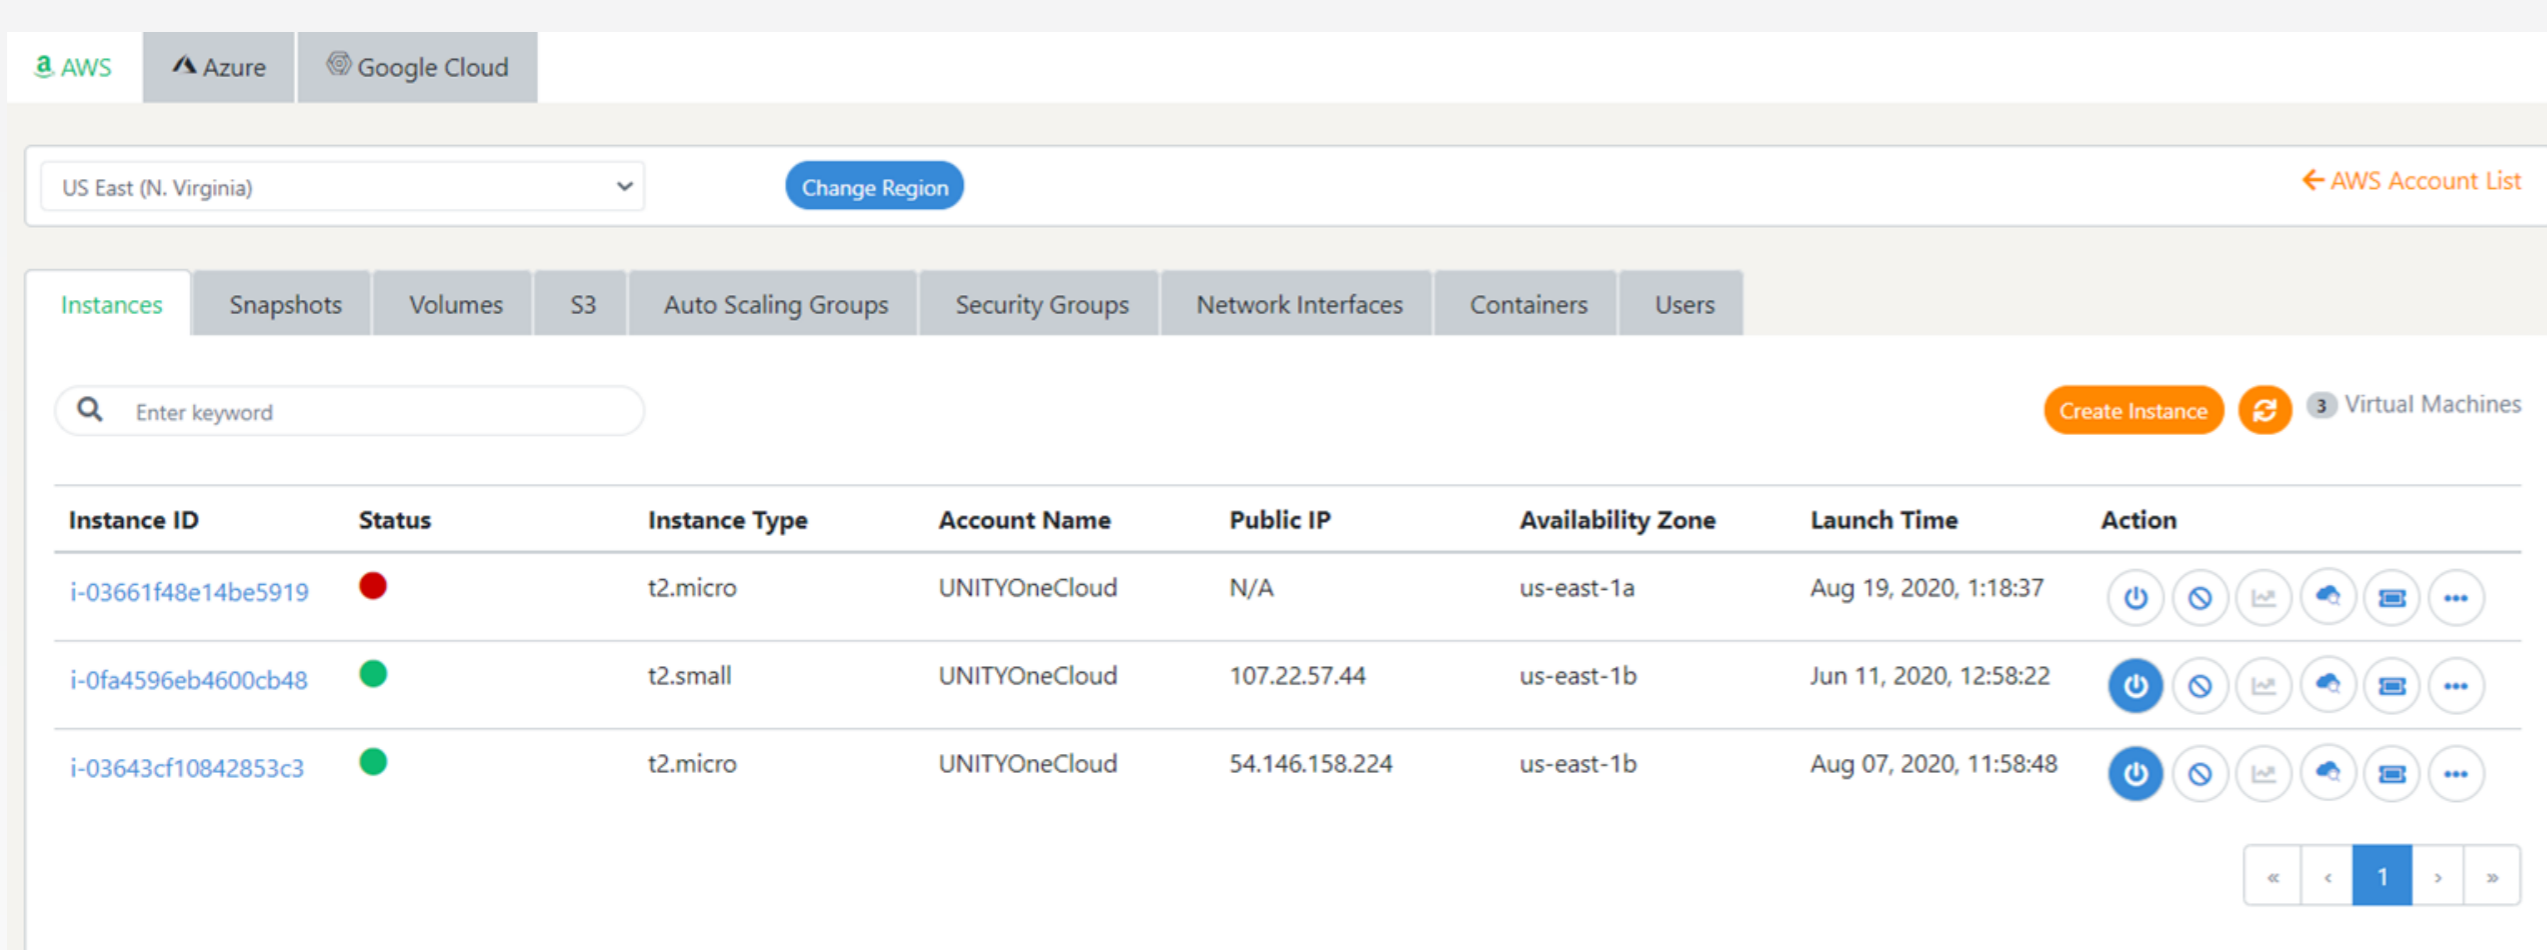 AWS Azure Google Cloud
US East (N. Virginia) Change Region AWS Account List
Instances Snapshots Volumes S3 Auto Scaling Groups Security Groups Network Interfaces Containers Users
Enter keyword Create Instance 3 Virtual Machines
Instance ID Status Instance Type Account Name Public IP Availability Zone Launch Time Action
i-03661f48e14be5919 t2.micro UNITYOneCloud N/A us-east-1a Aug 19, 2020, 1:18:37
i-0fa4596eb4600cb48 t2.small UNITYOneCloud 107.22.57.44 us-east-1b Jun 11, 2020, 12:58:22
i-03643cf10842853c3 t2.micro UNITYOneCloud 54.146.158.224 us-east-1b Aug 07, 2020, 11:58:48
« ‹ 1 › »